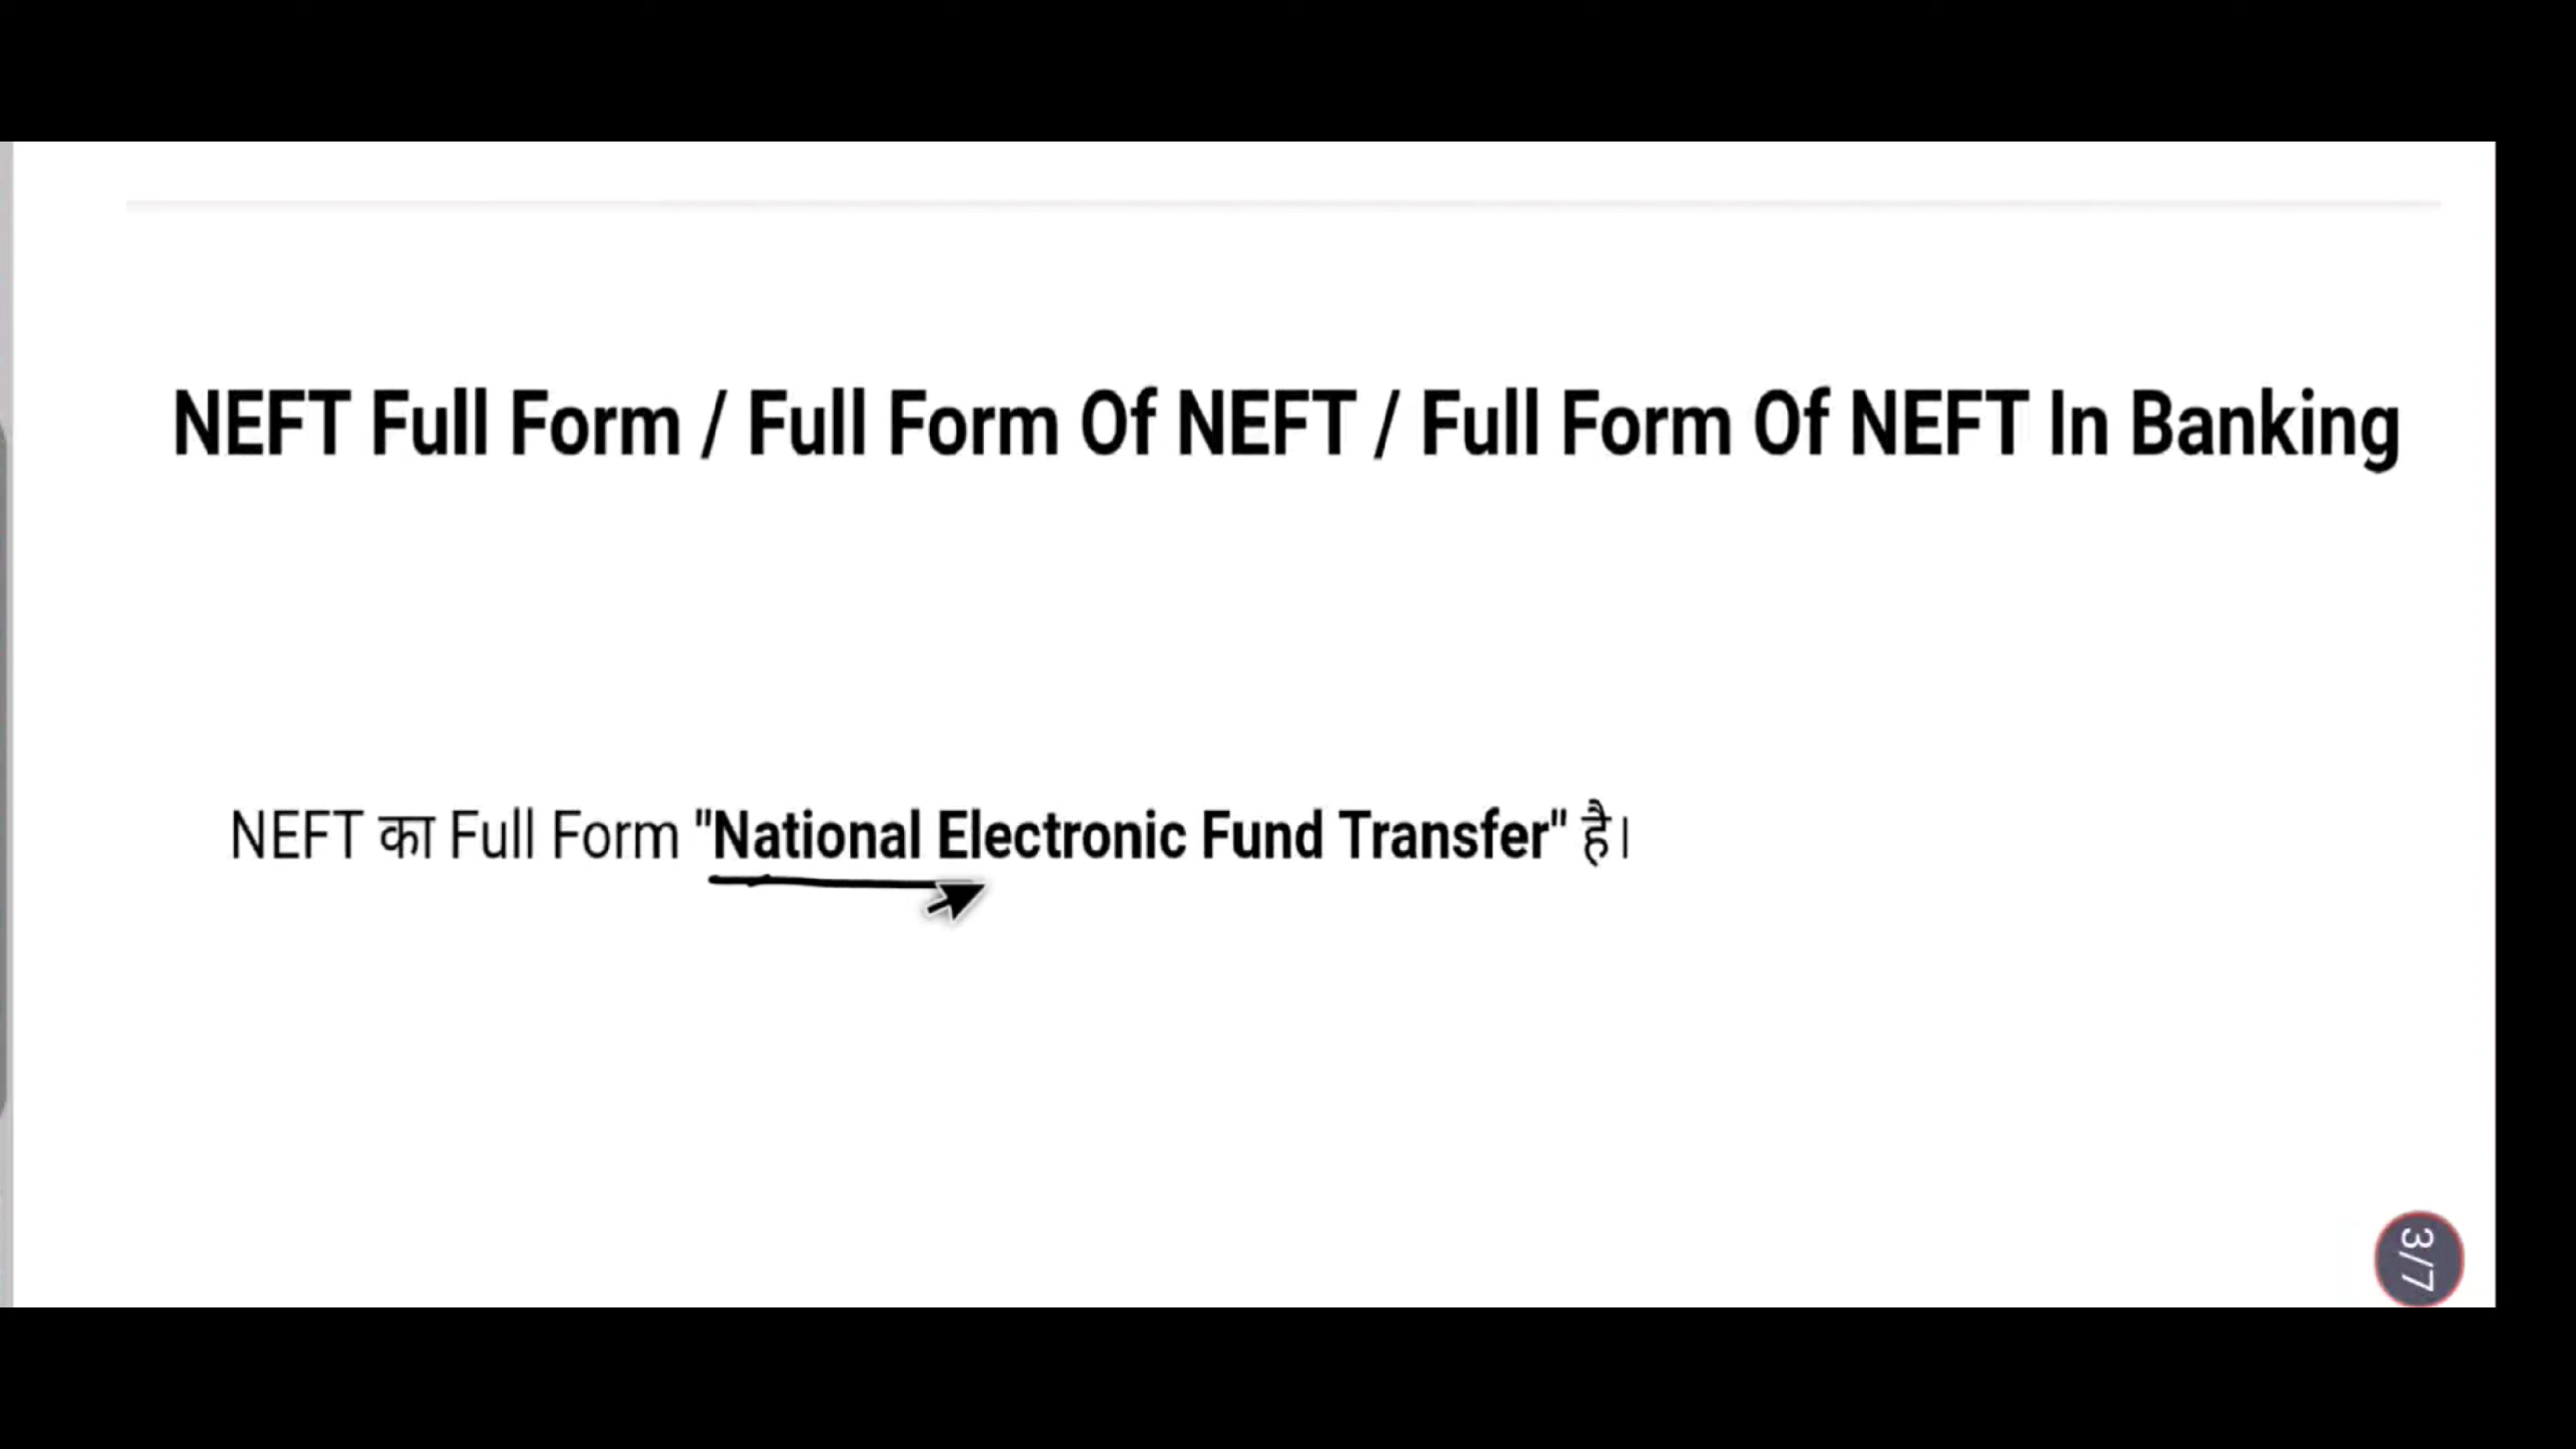 NEFT Full Form / Full Form Of NEFT / Full Form Of NEFT In Banking
NEFT का Full Form "National Electronic Fund Transfer" है।
3/7